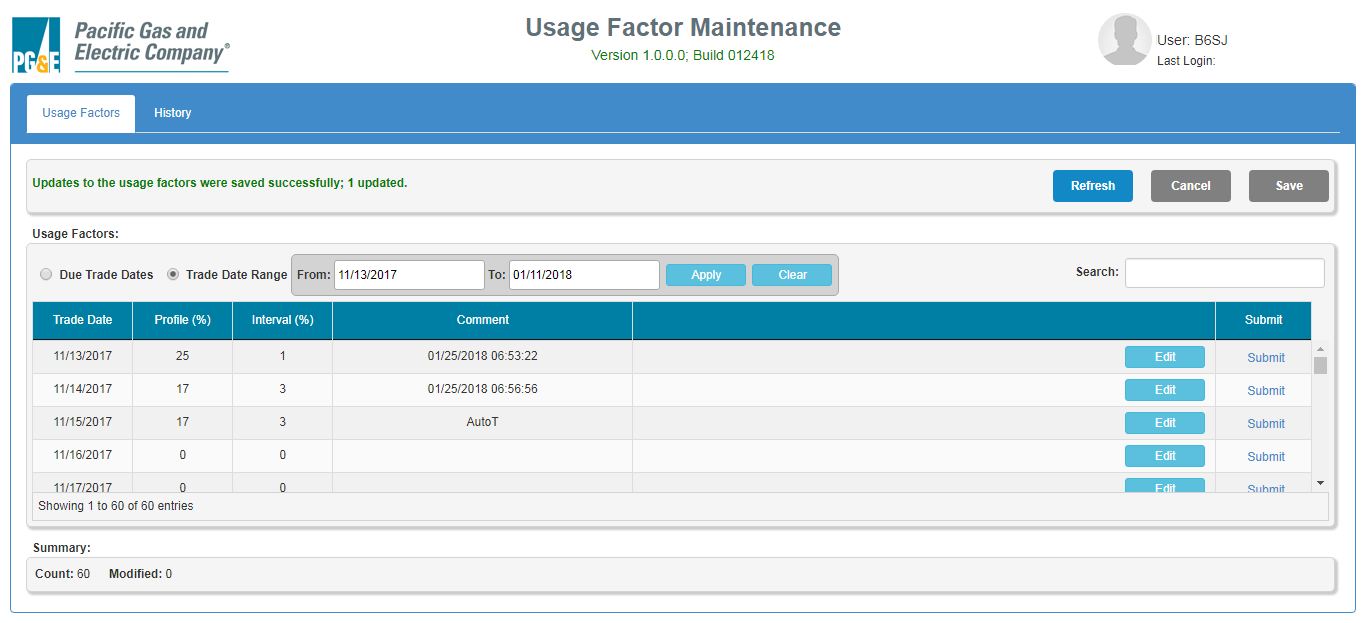 PG&E Pacific Gas and
Electric Company®
Usage Factor Maintenance
Version 1.0.0.0; Build 012418
User: B6SJ
Last Login:
Usage Factors History
Updates to the usage factors were saved successfully; 1 updated. Refresh Cancel Save
Usage Factors:
Due Trade Dates Trade Date Range From: 11/13/2017 To: 01/11/2018 Apply Clear Search:
Trade Date Profile (%) Interval (%) Comment Submit
11/13/2017 25 1 01/25/2018 06:53:22 Edit Submit
11/14/2017 17 3 01/25/2018 06:56:56 Edit Submit
11/15/2017 17 3 AutoT Edit Submit
11/16/2017 0 0 Edit Submit
11/17/2017 0 0 Edit Submit
Showing 1 to 60 of 60 entries
Summary:
Count: 60 Modified: 0